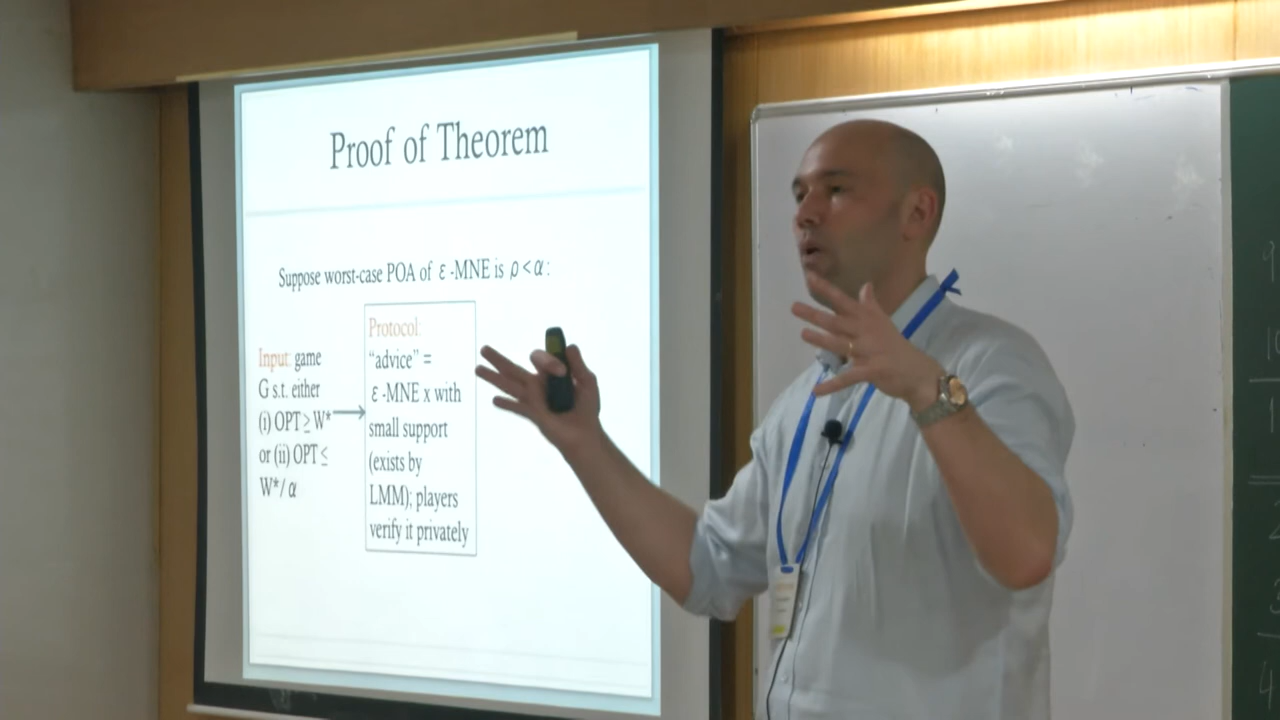 Proof of Theorem
Suppose worst-case POA of ε-MNE is ρ<α:
Input: game
G s.t. either
(i) OPT ≥ W*
or (ii) OPT ≤
W*/α
Protocol:
“advice” =
ε-MNE x with
small support
(exists by
LMM); players
verify it privately